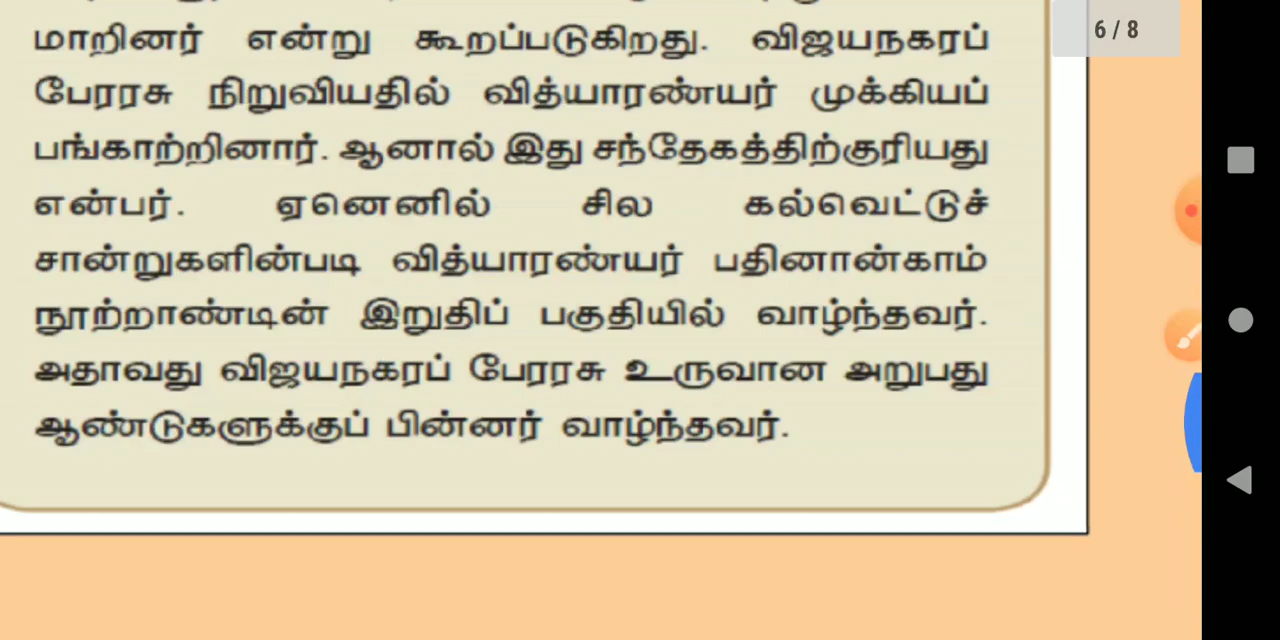 மாறினர் என்று கூறப்படுகிறது. விஜயநகரப்
6 / 8
பேரரசு நிறுவியதில் வித்யாரண்யர் முக்கியப்
பங்காற்றினார். ஆனால் இது சந்தேகத்திற்குரியது
என்பர். ஏனெனில் சில கல்வெட்டுச்
சான்றுகளின்படி வித்யாரண்யர் பதினான்காம்
நூற்றாண்டின் இறுதிப் பகுதியில் வாழ்ந்தவர்.
அதாவது விஜயநகரப் பேரரசு உருவான அறுபது
ஆண்டுகளுக்குப் பின்னர் வாழ்ந்தவர்.